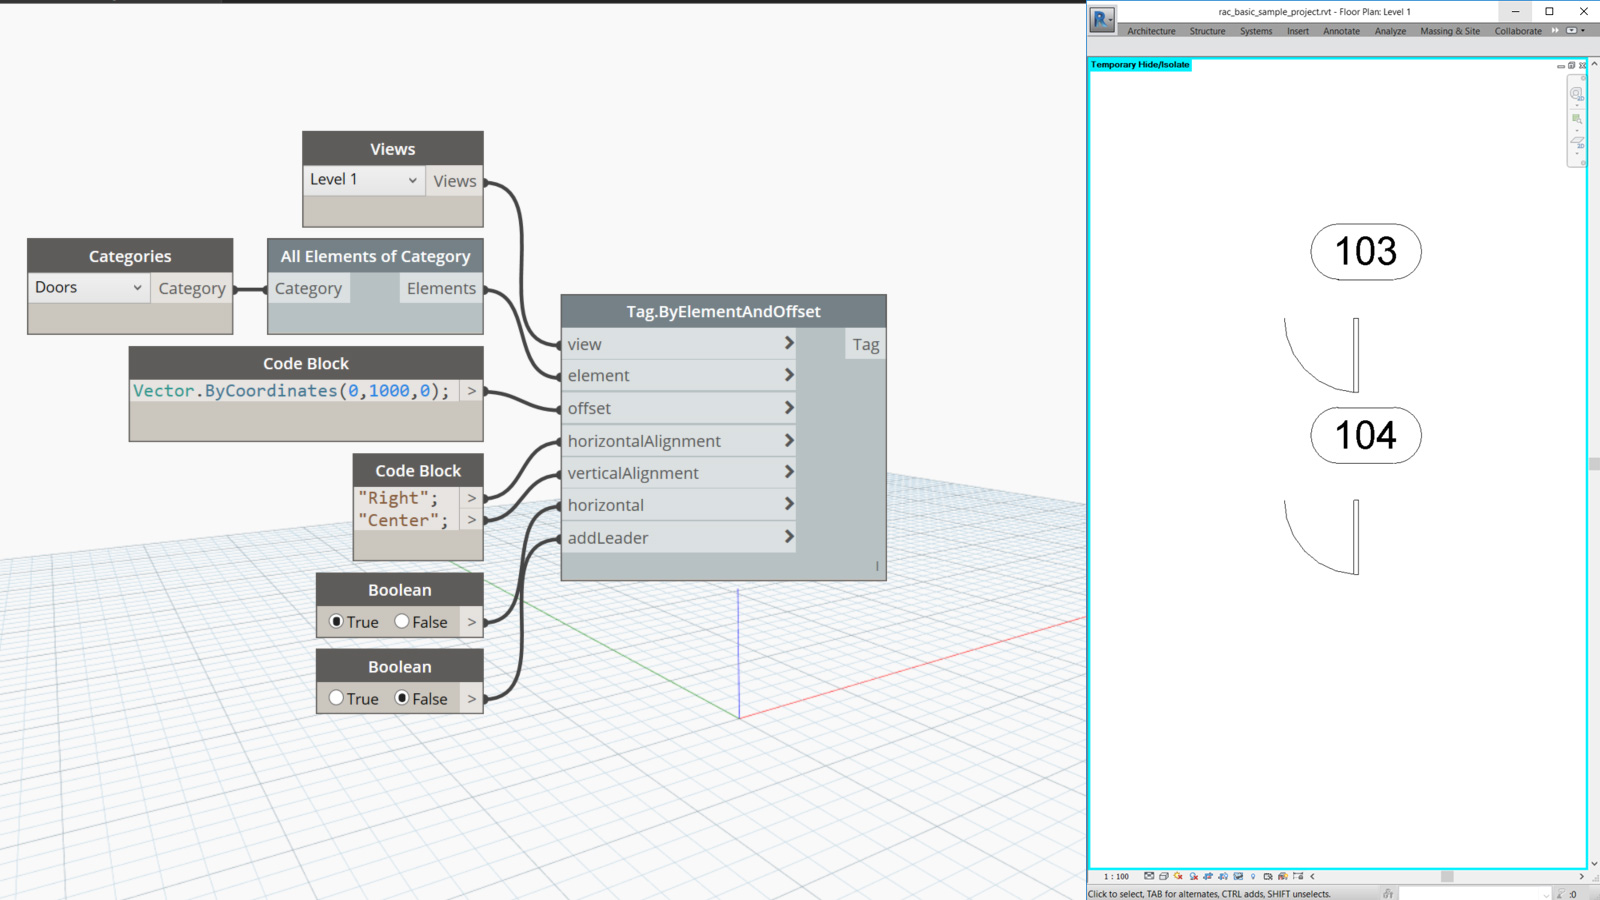 Views
Level 1
Views
Categories
Doors
Category
All Elements of Category
Category
Elements
Code Block
Vector.ByCoordinates(0,1000,0);
>
Code Block
"Right";
>
"Center";
>
Boolean
True
False
>
Boolean
True
False
>
Tag.ByElementAndOffset
view
Tag
element
offset
horizontalAlignment
verticalAlignment
horizontal
addLeader
rac_basic_sample_project.rvt - Floor Plan: Level 1
Architecture
Structure
Systems
Insert
Annotate
Analyze
Massing & Site
Collaborate
Temporary Hide/Isolate
103
104
1 : 100
Click to select, TAB for alternates, CTRL adds, SHIFT unselects.
:0